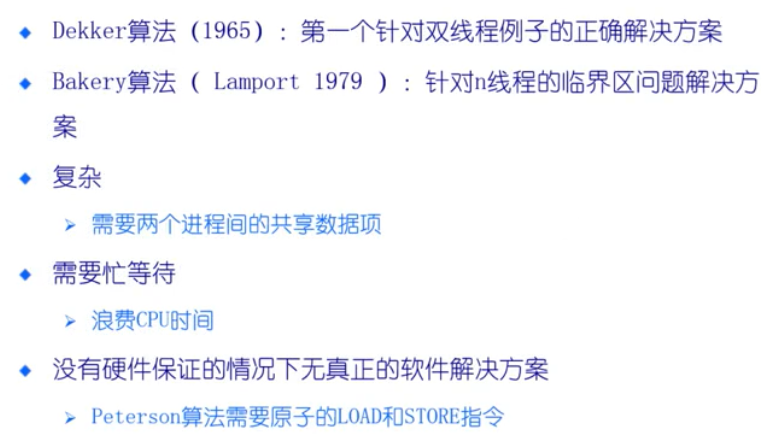 Dekker算法（1965）：第一个针对双线程例子的正确解决方案
Bakery算法（ Lamport 1979 ）：针对n线程的临界区问题解决方
案
复杂
需要两个进程间的共享数据项
需要忙等待
浪费CPU时间
没有硬件保证的情况下无真正的软件解决方案
Peterson算法需要原子的LOAD和STORE指令